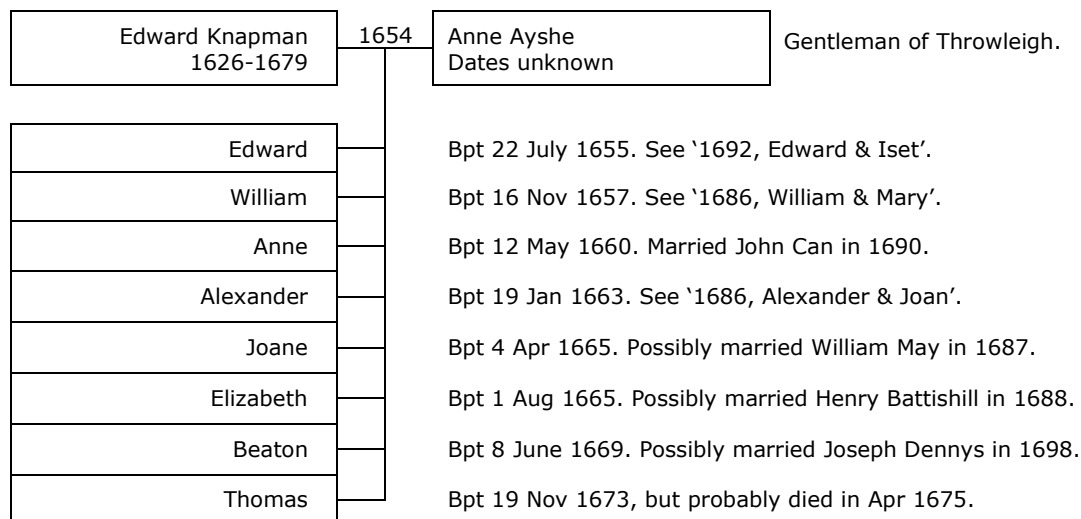 Edward Knapman
1626-1679
1654
Anne Ayshe
Dates unknown
Gentleman of Throwleigh.
Edward
Bpt 22 July 1655. See ‘1692, Edward & Iset’.
William
Bpt 16 Nov 1657. See ‘1686, William & Mary’.
Anne
Bpt 12 May 1660. Married John Can in 1690.
Alexander
Bpt 19 Jan 1663. See ‘1686, Alexander & Joan’.
Joane
Bpt 4 Apr 1665. Possibly married William May in 1687.
Elizabeth
Bpt 1 Aug 1665. Possibly married Henry Battishill in 1688.
Beaton
Bpt 8 June 1669. Possibly married Joseph Dennys in 1698.
Thomas
Bpt 19 Nov 1673, but probably died in Apr 1675.